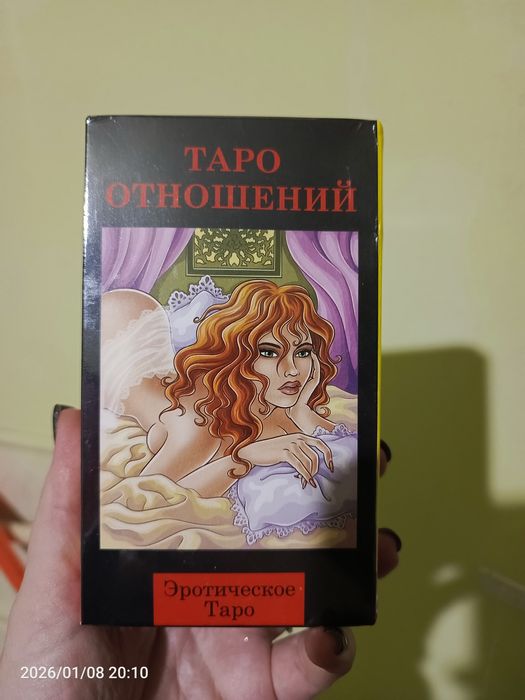 ТАРО
ОТНОШЕНИЙ
Эротическое
Таро
2026/01/08 20:10